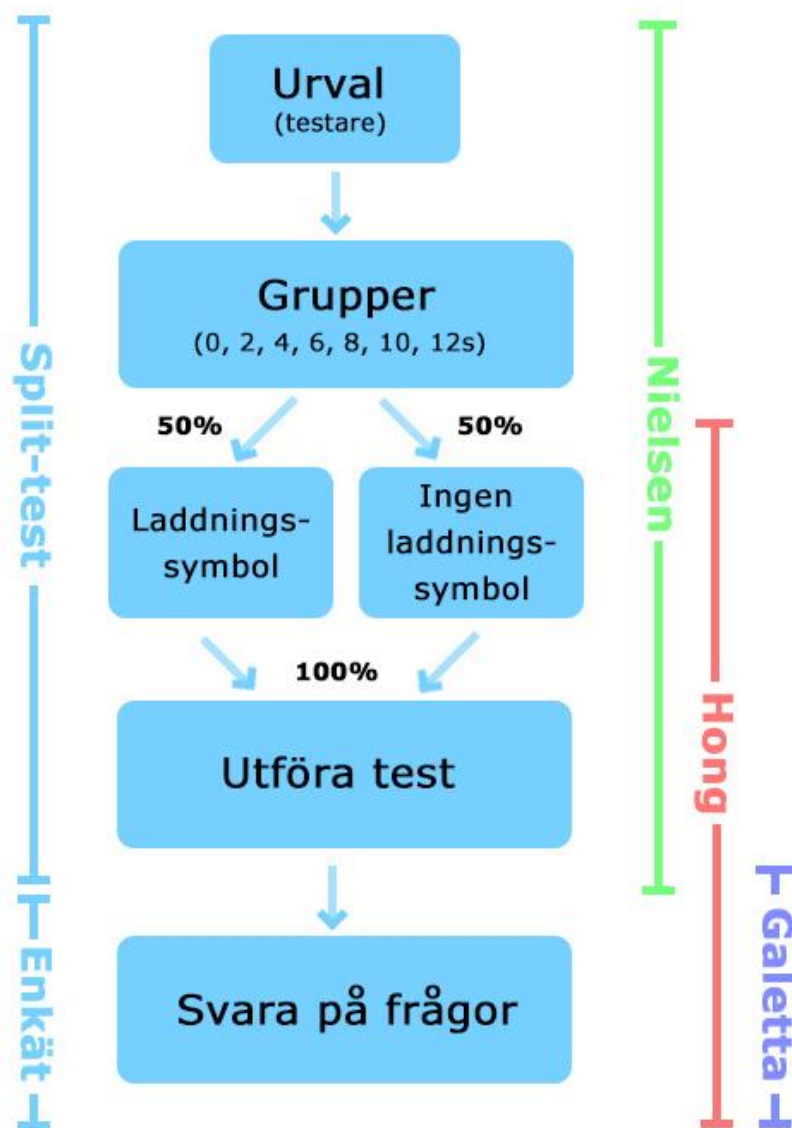 Urval
(testare)
Grupper
(0, 2, 4, 6, 8, 10, 12s)
50%
50%
Laddnings-
symbol
Ingen
laddnings-
symbol
100%
Utföra test
Svara på frågor
Split-test
Enkät
Nielsen
Hong
Galetta